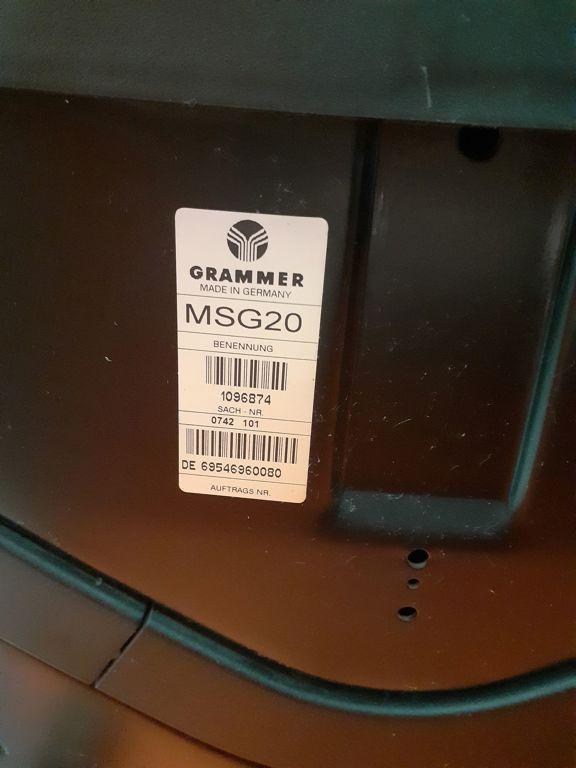 GRAMMER
MADE IN GERMANY
MSG20
BENENNUNG
1096874
SACH - NR.
0742 101
DE 69546960080
AUFTRAGS NR.